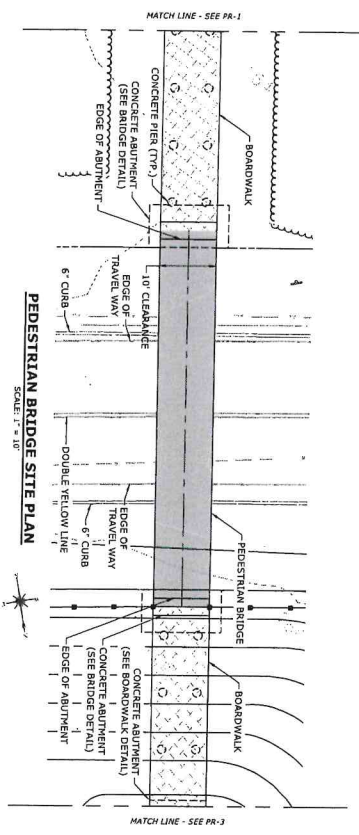 MATCH LINE - SEE PR-1
BOARDWALK
CONCRETE PIER (TYP.)
CONCRETE ABUTMENT
(SEE BRIDGE DETAIL)
EDGE OF ABUTMENT
10' CLEARANCE
EDGE OF
TRAVEL WAY
6" CURB
DOUBLE YELLOW LINE
EDGE OF
TRAVEL WAY
6" CURB
PEDESTRIAN BRIDGE
BOARDWALK
CONCRETE ABUTMENT
(SEE BOARDWALK DETAIL)
CONCRETE ABUTMENT
(SEE BRIDGE DETAIL)
EDGE OF ABUTMENT
PEDESTRIAN BRIDGE SITE PLAN
SCALE: 1" = 10'
MATCH LINE - SEE PR-3